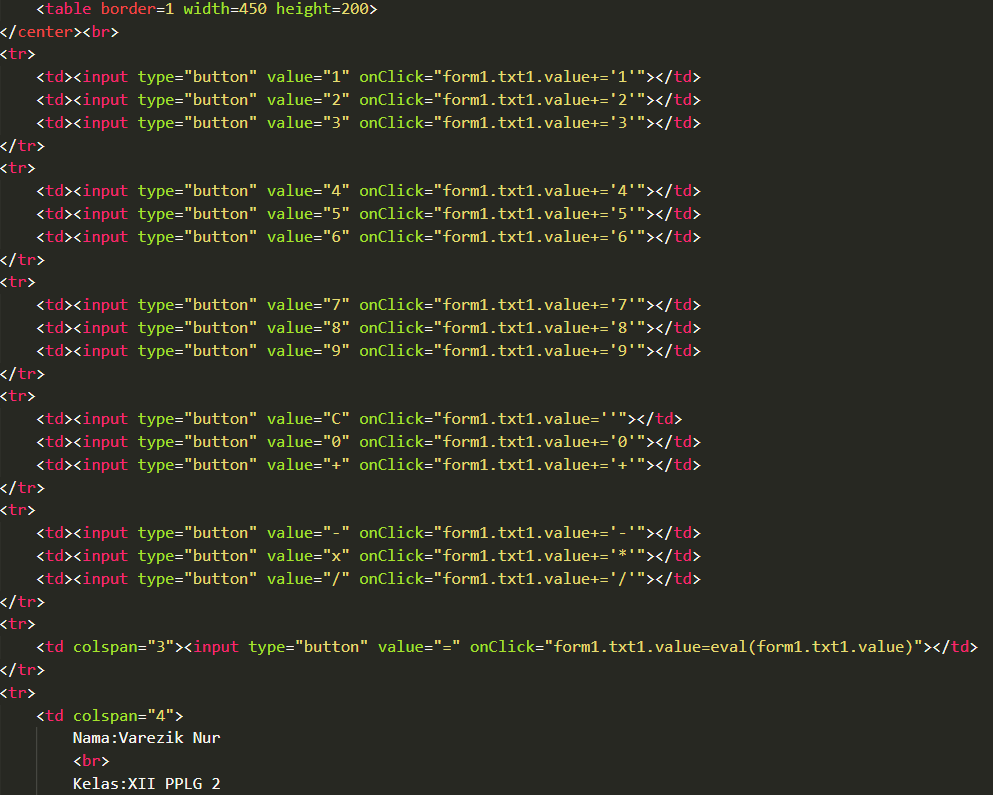 <table border=1 width=450 height=200>
</center><br>
<tr>
<td><input type="button" value="1" onClick="form1.txt1.value+='1'"></td>
<td><input type="button" value="2" onClick="form1.txt1.value+='2'"></td>
<td><input type="button" value="3" onClick="form1.txt1.value+='3'"></td>
</tr>
<tr>
<td><input type="button" value="4" onClick="form1.txt1.value+='4'"></td>
<td><input type="button" value="5" onClick="form1.txt1.value+='5'"></td>
<td><input type="button" value="6" onClick="form1.txt1.value+='6'"></td>
</tr>
<tr>
<td><input type="button" value="7" onClick="form1.txt1.value+='7'"></td>
<td><input type="button" value="8" onClick="form1.txt1.value+='8'"></td>
<td><input type="button" value="9" onClick="form1.txt1.value+='9'"></td>
</tr>
<tr>
<td><input type="button" value="C" onClick="form1.txt1.value=''"></td>
<td><input type="button" value="0" onClick="form1.txt1.value+='0'"></td>
<td><input type="button" value="+" onClick="form1.txt1.value+='+'"></td>
</tr>
<tr>
<td><input type="button" value="-" onClick="form1.txt1.value+='-'"></td>
<td><input type="button" value="x" onClick="form1.txt1.value+='*'"></td>
<td><input type="button" value="/" onClick="form1.txt1.value+='/'"></td>
</tr>
<tr>
<td colspan="3"><input type="button" value="=" onClick="form1.txt1.value=eval(form1.txt1.value)"></td>
</tr>
<tr>
<td colspan="4">
Nama:Varezik Nur
<br>
Kelas:XII PPLG 2